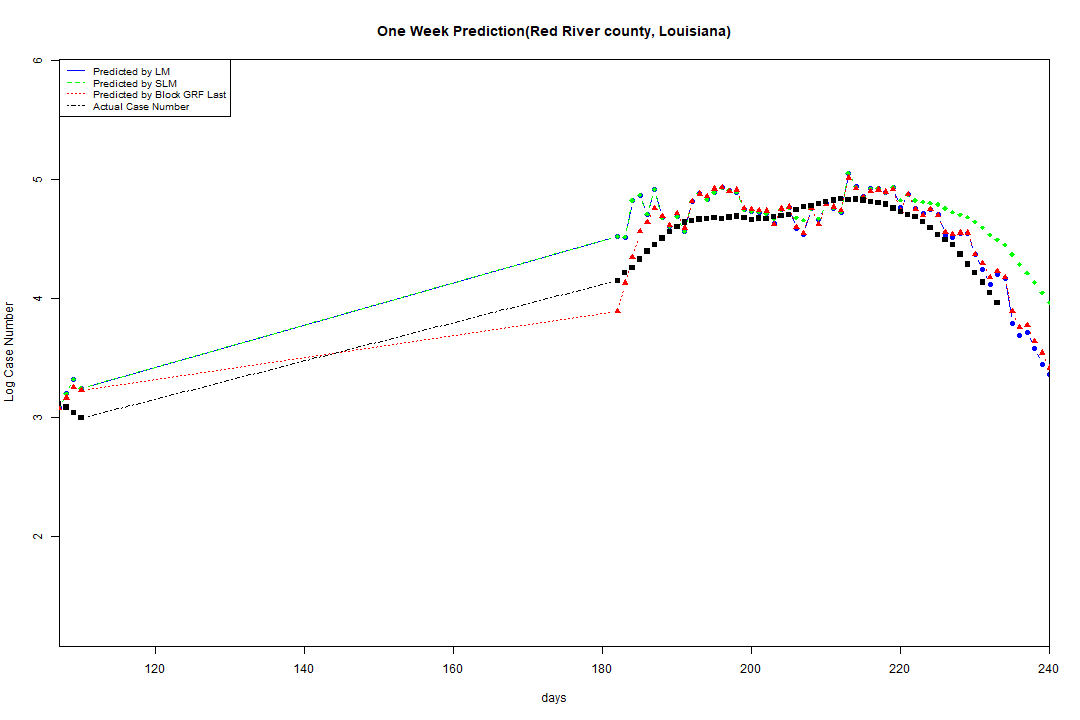 One Week Prediction(Red River county, Louisiana)
Predicted by LM
Predicted by SLM
Predicted by Block GRF Last
Actual Case Number
6
5
4
3
2
Log Case Number
120 140 160 180 200 220 240
days